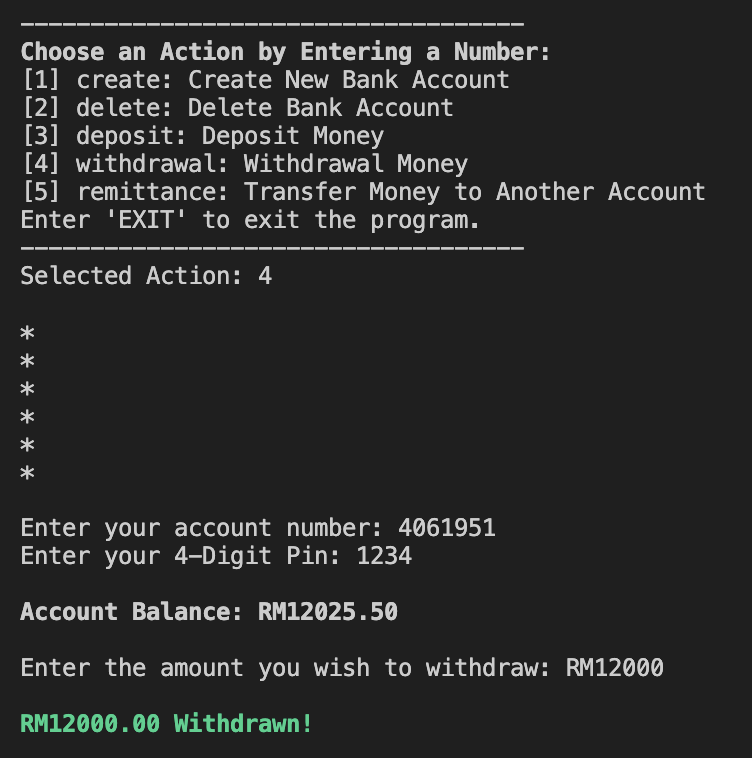 ------------------------------------
Choose an Action by Entering a Number:
[1] create: Create New Bank Account
[2] delete: Delete Bank Account
[3] deposit: Deposit Money
[4] withdrawal: Withdrawal Money
[5] remittance: Transfer Money to Another Account
Enter 'EXIT' to exit the program.
------------------------------------
Selected Action: 4
*
*
*
*
*
*
Enter your account number: 4061951
Enter your 4-Digit Pin: 1234
Account Balance: RM12025.50
Enter the amount you wish to withdraw: RM12000
RM12000.00 Withdrawn!